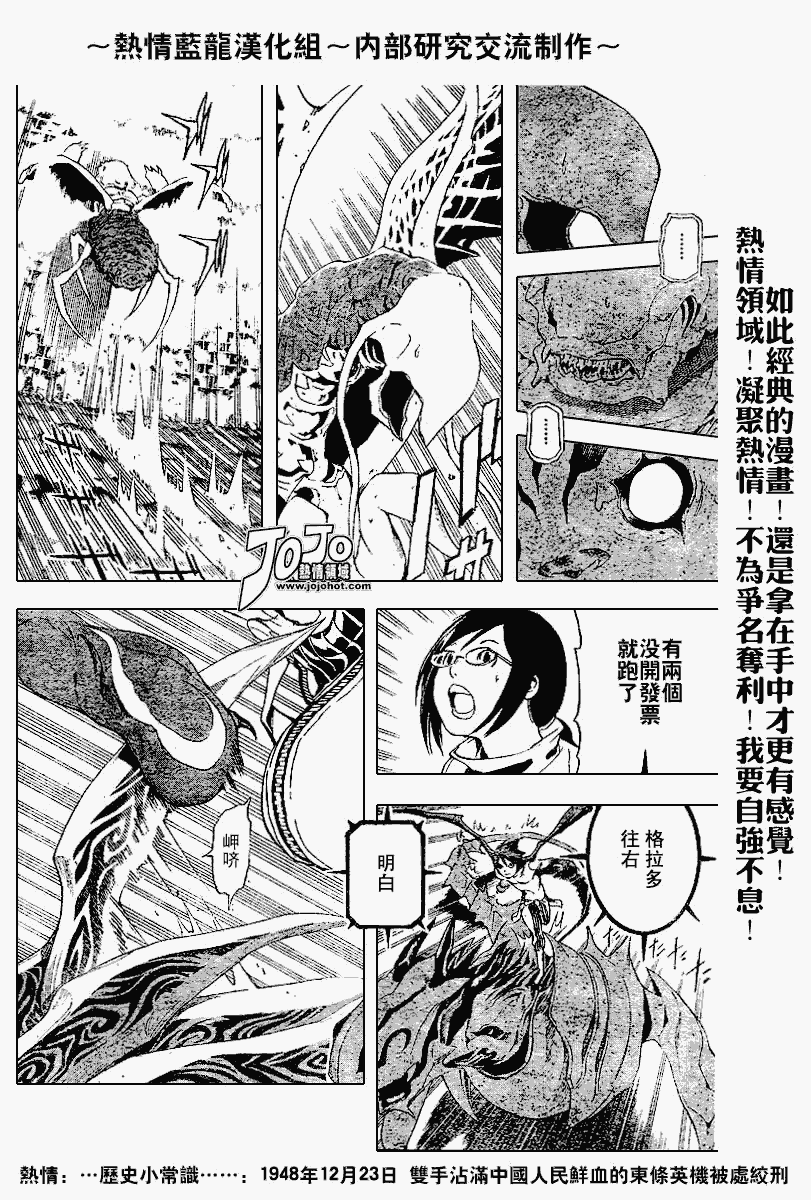 ～熱情藍龍漢化組～內部研究交流制作～
如此經典的漫畫！還是拿在手中才更有感覺！
熱情領域！凝聚熱情！不為爭名奪利！我要自強不息！
……
……
JOJO
熱情領域
www.jojohot.com
有兩個
没開發票
就跑了
格拉多
往右
明白
岬哜
熱情：…歷史小常識……：1948年12月23日 雙手沾滿中國人民鮮血的東條英機被處絞刑